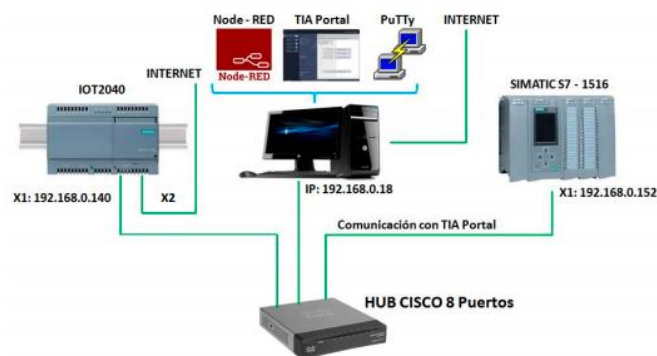 Node - RED
TIA Portal
PuTTy
INTERNET
Node-RED
INTERNET
IOT2040
SIMATIC S7 - 1516
X1: 192.168.0.140
X2
IP: 192.168.0.18
X1: 192.168.0.152
Comunicación con TIA Portal
HUB CISCO 8 Puertos